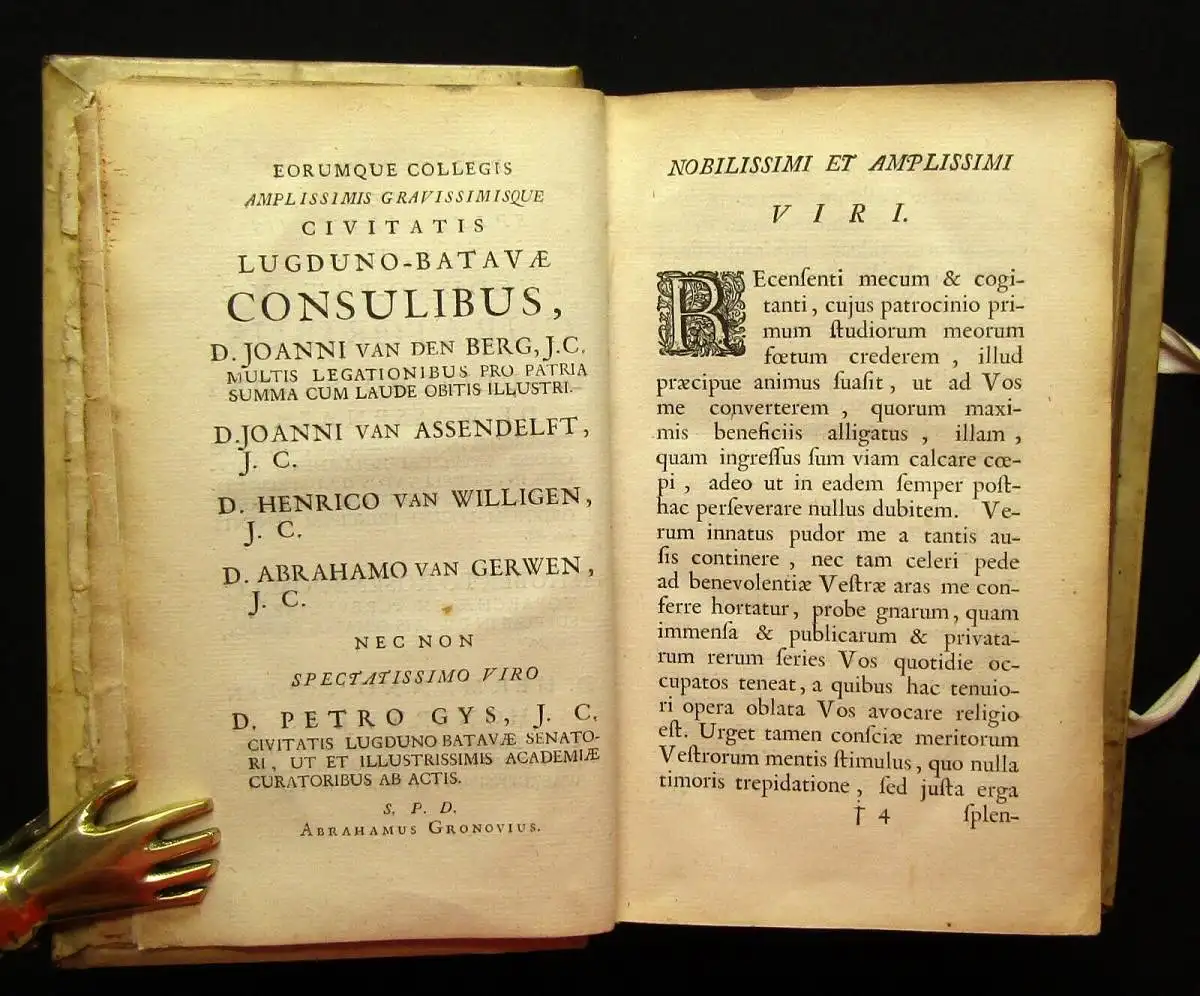 EORUMQUE COLLEGIS
AMPLISSIMIS GRAVISSIMISQUE
CIVITATIS
LUGDUNO-BATAVÆ
CONSULIBUS,
D. JOANNI VAN DEN BERG, J.C.
MULTIS LEGATIONIBUS PRO PATRIA
SUMMA CUM LAUDE OBITIS ILLUSTRI.
D. JOANNI VAN ASSENDELFT,
J. C.
D. HENRICO VAN WILLIGEN,
J. C.
D. ABRAHAMO VAN GERWEN,
J. C.
NEC NON
SPECTATISSIMO VIRO
D. PETRO GYS, J. C.
CIVITATIS LUGDUNO BATAVÆ SENATO-
RI, UT ET ILLUSTRISSIMIS ACADEMIÆ
CURATORIBUS AB ACTIS.
S. P. D.
ABRAHAMUS GRONOVIUS.
NOBILISSIMI ET AMPLISSIMI
VIRI.
REcenſenti mecum & cogi-
tanti, cujus patrocinio pri-
mum ſtudiorum meorum
fœtum crederem, illud
præcipue animus ſuaſit, ut ad Vos
me converterem, quorum maxi-
mis beneficiis alligatus, illam,
quam ingreſſus ſum viam calcare cœ-
pi, adeo ut in eadem ſemper poſt-
hac perſeverare nullus dubitem. Ve-
rum innatus pudor me a tantis au-
ſis continere, nec tam celeri pede
ad benevolentiæ Veſtræ aras me con-
ferre hortatur, probe gnarum, quam
immenſa & publicarum & privata-
rum rerum ſeries Vos quotidie oc-
cupatos teneat, a quibus hac tenuio-
ri opera oblata Vos avocare religio
eſt. Urget tamen conſciæ meritorum
Veſtrorum mentis ſtimulus, quo nulla
timoris trepidatione, ſed juſta erga
† 4 ſplen-